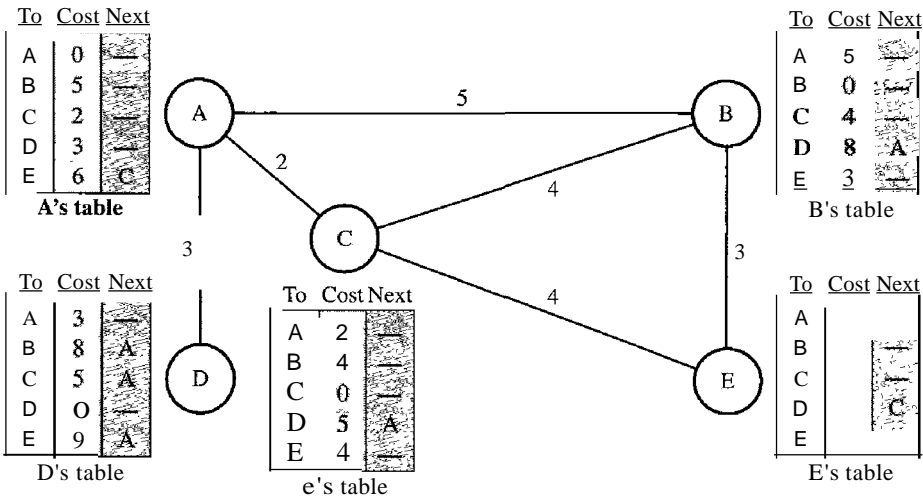 To Cost Next
A 0 —
B 5 —
C 2 —
D 3 —
E 6 C
A's table
To Cost Next
A 5 —
B 0 —
C 4 —
D 8 A
E 3 —
B's table
A
5
B
2
4
C
3
3
4
To Cost Next
A 3 —
B 8 A
C 5 A
D O —
E 9 A
D's table
D
To Cost Next
A 2 —
B 4 —
C 0 —
D 5 A
E 4 —
e's table
E
To Cost Next
A
B —
C —
D C
E
E's table